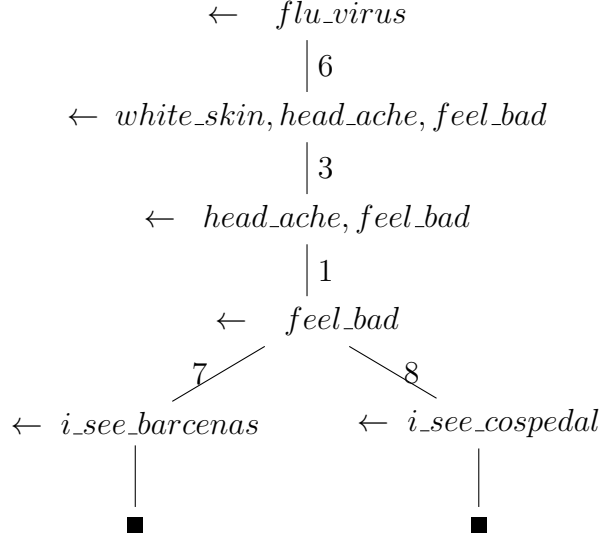 ← flu_virus
6
← white_skin, head_ache, feel_bad
3
← head_ache, feel_bad
1
← feel_bad
7 8
← i_see_barcenas ← i_see_cospedal